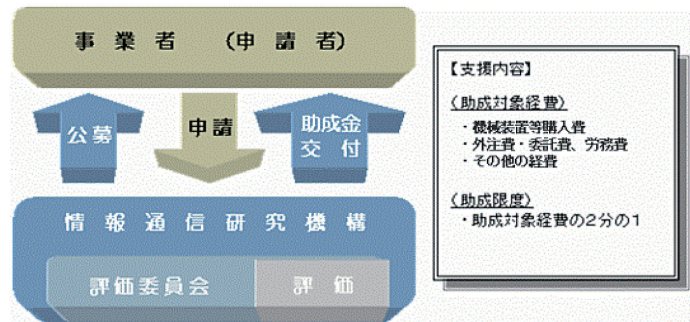 事業者 (申請者)
公募
申請
助成金
交付
情報通信研究機構
評価委員会
評価
【支援内容】
(助成対象経費)
・機械装置等購入費
・外注費・委託費、労務費
・その他の経費
(助成限度)
・助成対象経費の2分の1